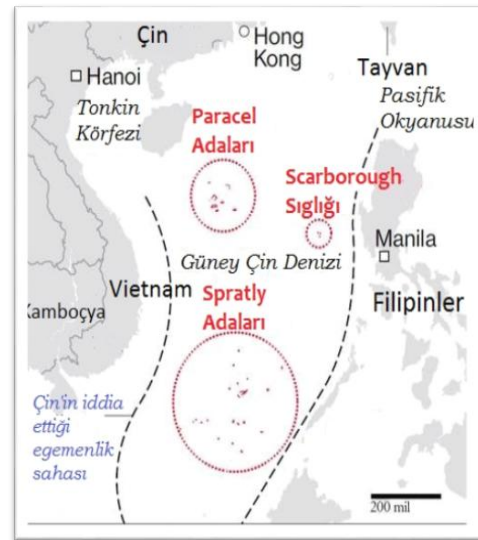 Çin
Hong
Kong
Hanoi
Tayvan
Tonkin
Körfezi
Pasifik
Okyanusu
Paracel
Adaları
Scarborough
Sıglığı
Manila
Güney Çin Denizi
Vietnam
Spratly
Adaları
Filipinler
Kamboçya
Çin'in iddia
ettiği
egemenlik
sahası
200 mil